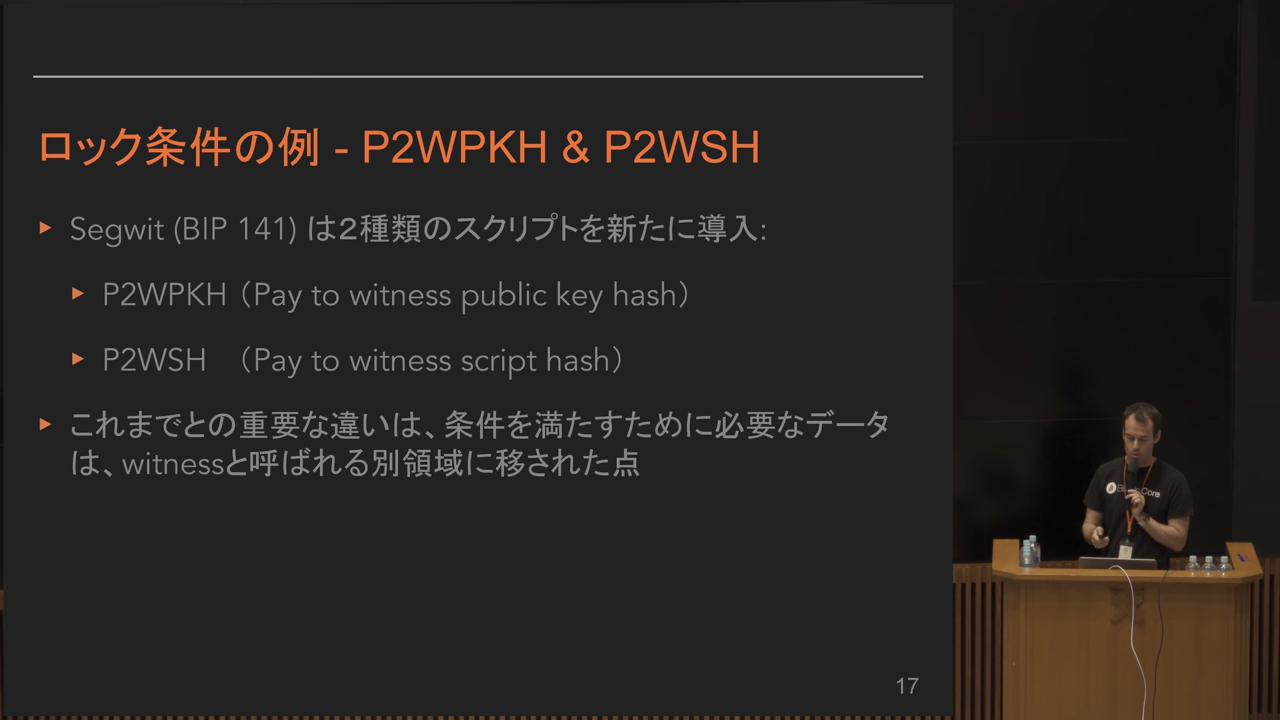 ロック条件の例 - P2WPKH & P2WSH
Segwit (BIP 141) は２種類のスクリプトを新たに導入:
P2WPKH（Pay to witness public key hash）
P2WSH （Pay to witness script hash）
これまでとの重要な違いは、条件を満たすために必要なデータ
は、witnessと呼ばれる別領域に移された点
Core
17